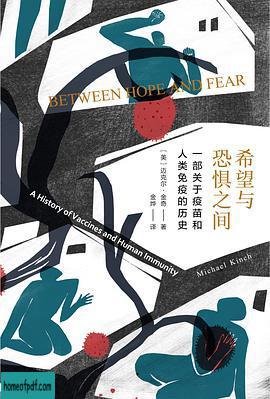 BETWEEN HOPE AND FEAR
希望与
恐惧之间
一部关于疫苗和
人类免疫的历史
[美] 迈克尔·金奇 — 著
金烨 — 译
A History of Vaccines and Human Immunity
Michael Kinch
homeofpdf.com